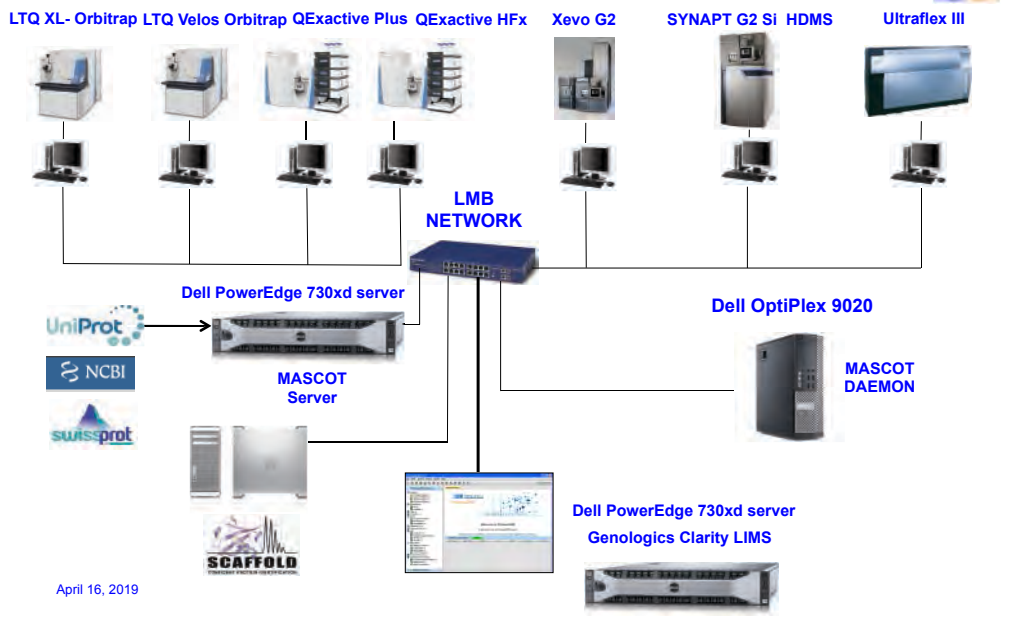 LTQ XL- Orbitrap LTQ Velos Orbitrap QExactive Plus QExactive HFx Xevo G2 SYNAPT G2 Si HDMS Ultraflex III
LMB
NETWORK
Dell PowerEdge 730xd server
Dell OptiPlex 9020
UniProt
NCBI
MASCOT
Server
MASCOT
DAEMON
swissprot
Dell PowerEdge 730xd server
Genologics Clarity LIMS
SCAFFOLD
April 16, 2019